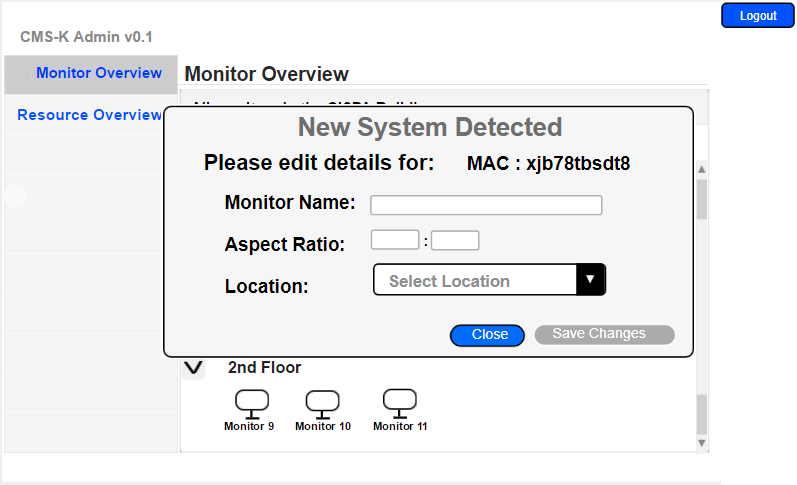 Logout
CMS-K Admin v0.1
Monitor Overview
Monitor Overview
Resource Overview
New System Detected
Please edit details for: MAC : xjb78tbsdt8
Monitor Name:
Aspect Ratio: :
Location: Select Location ▼
Close Save Changes
2nd Floor
Monitor 9 Monitor 10 Monitor 11